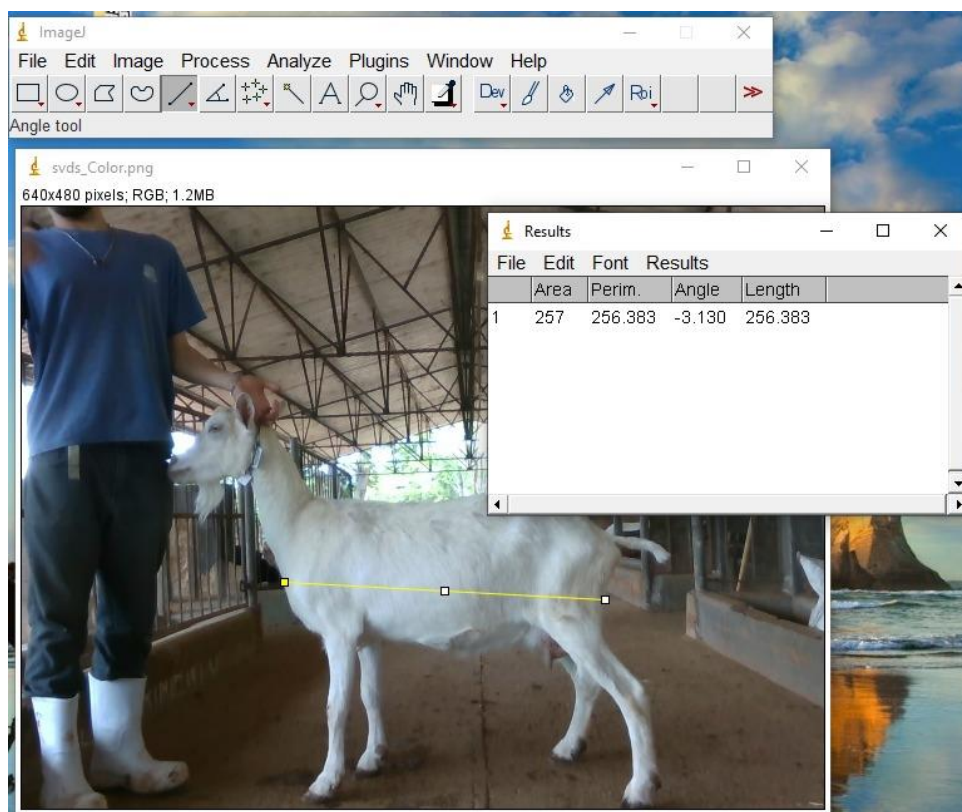 ImageJ
File Edit Image Process Analyze Plugins Window Help
A Dev Roi >>
Angle tool
svds_Color.png
640x480 pixels; RGB; 1.2MB
Results
File Edit Font Results
Area Perim. Angle Length
1 257 256.383 -3.130 256.383